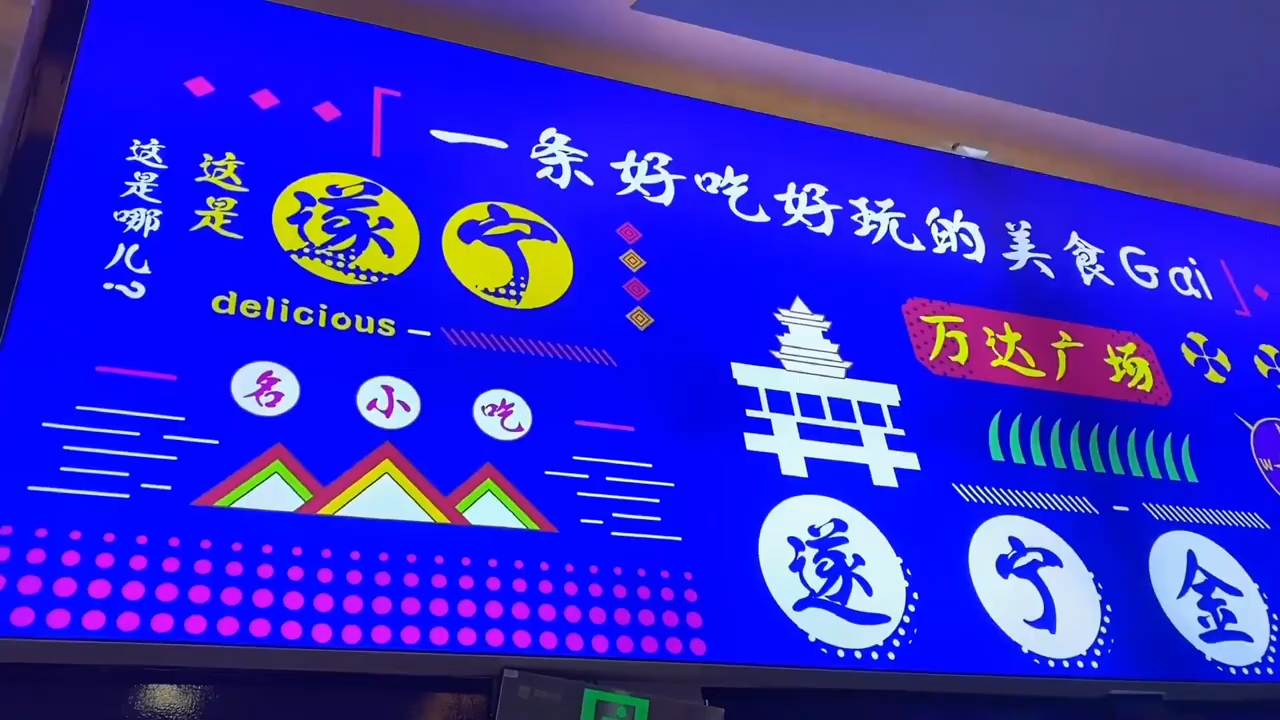 一条好吃好玩的美食Gai
这是哪儿?
这是
遂宁
delicious
名小吃
万达广场
遂宁金